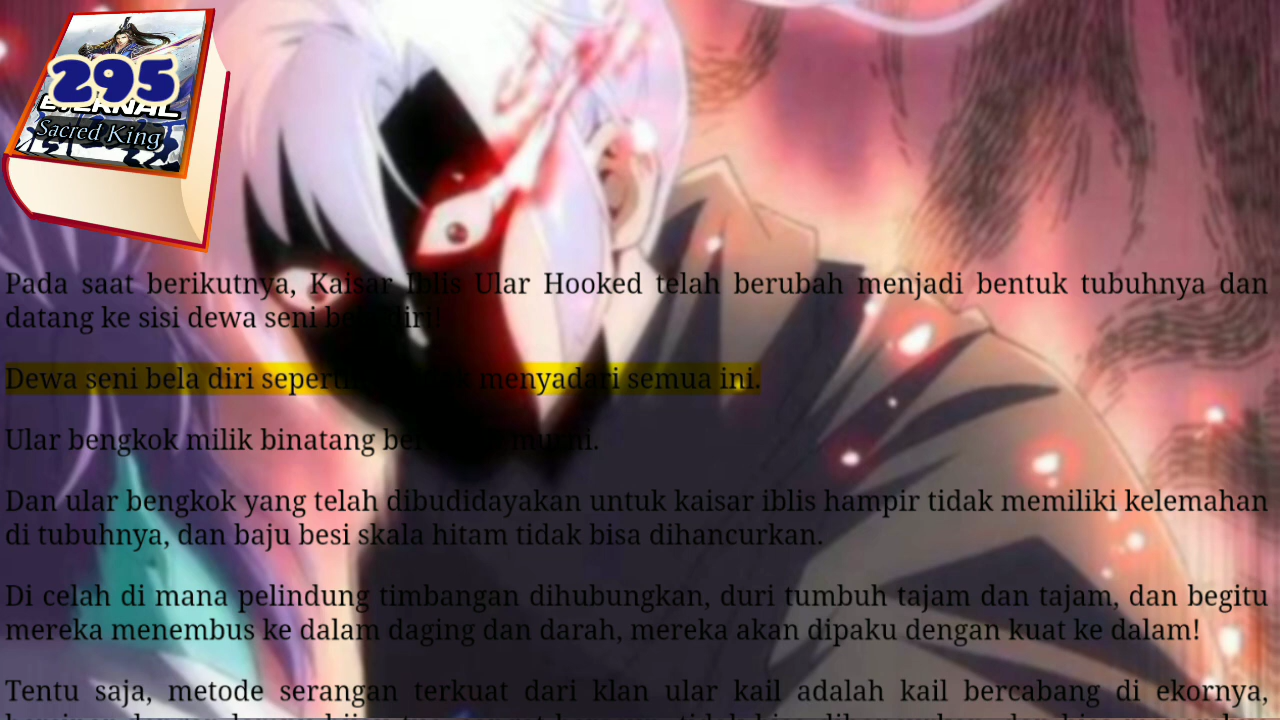 295
ETERNAL
Sacred King
Pada saat berikutnya, Kaisar Iblis Ular Hooked telah berubah menjadi bentuk tubuhnya dan
datang ke sisi dewa seni bela diri!
Dewa seni bela diri seperti menyadari semua ini.
Ular bengkok milik binatang
Dan ular bengkok yang telah dibudidayakan untuk kaisar iblis hampir tidak memiliki kelemahan
di tubuhnya, dan baju besi skala hitam tidak bisa dihancurkan.
Di celah di mana pelindung timbangan dihubungkan, duri tumbuh tajam dan tajam, dan begitu
mereka menembus ke dalam daging dan darah, mereka akan dipaku dengan kuat ke dalam!
Tentu saja, metode serangan terkuat dari klan ular kail adalah kail bercabang di ekornya,